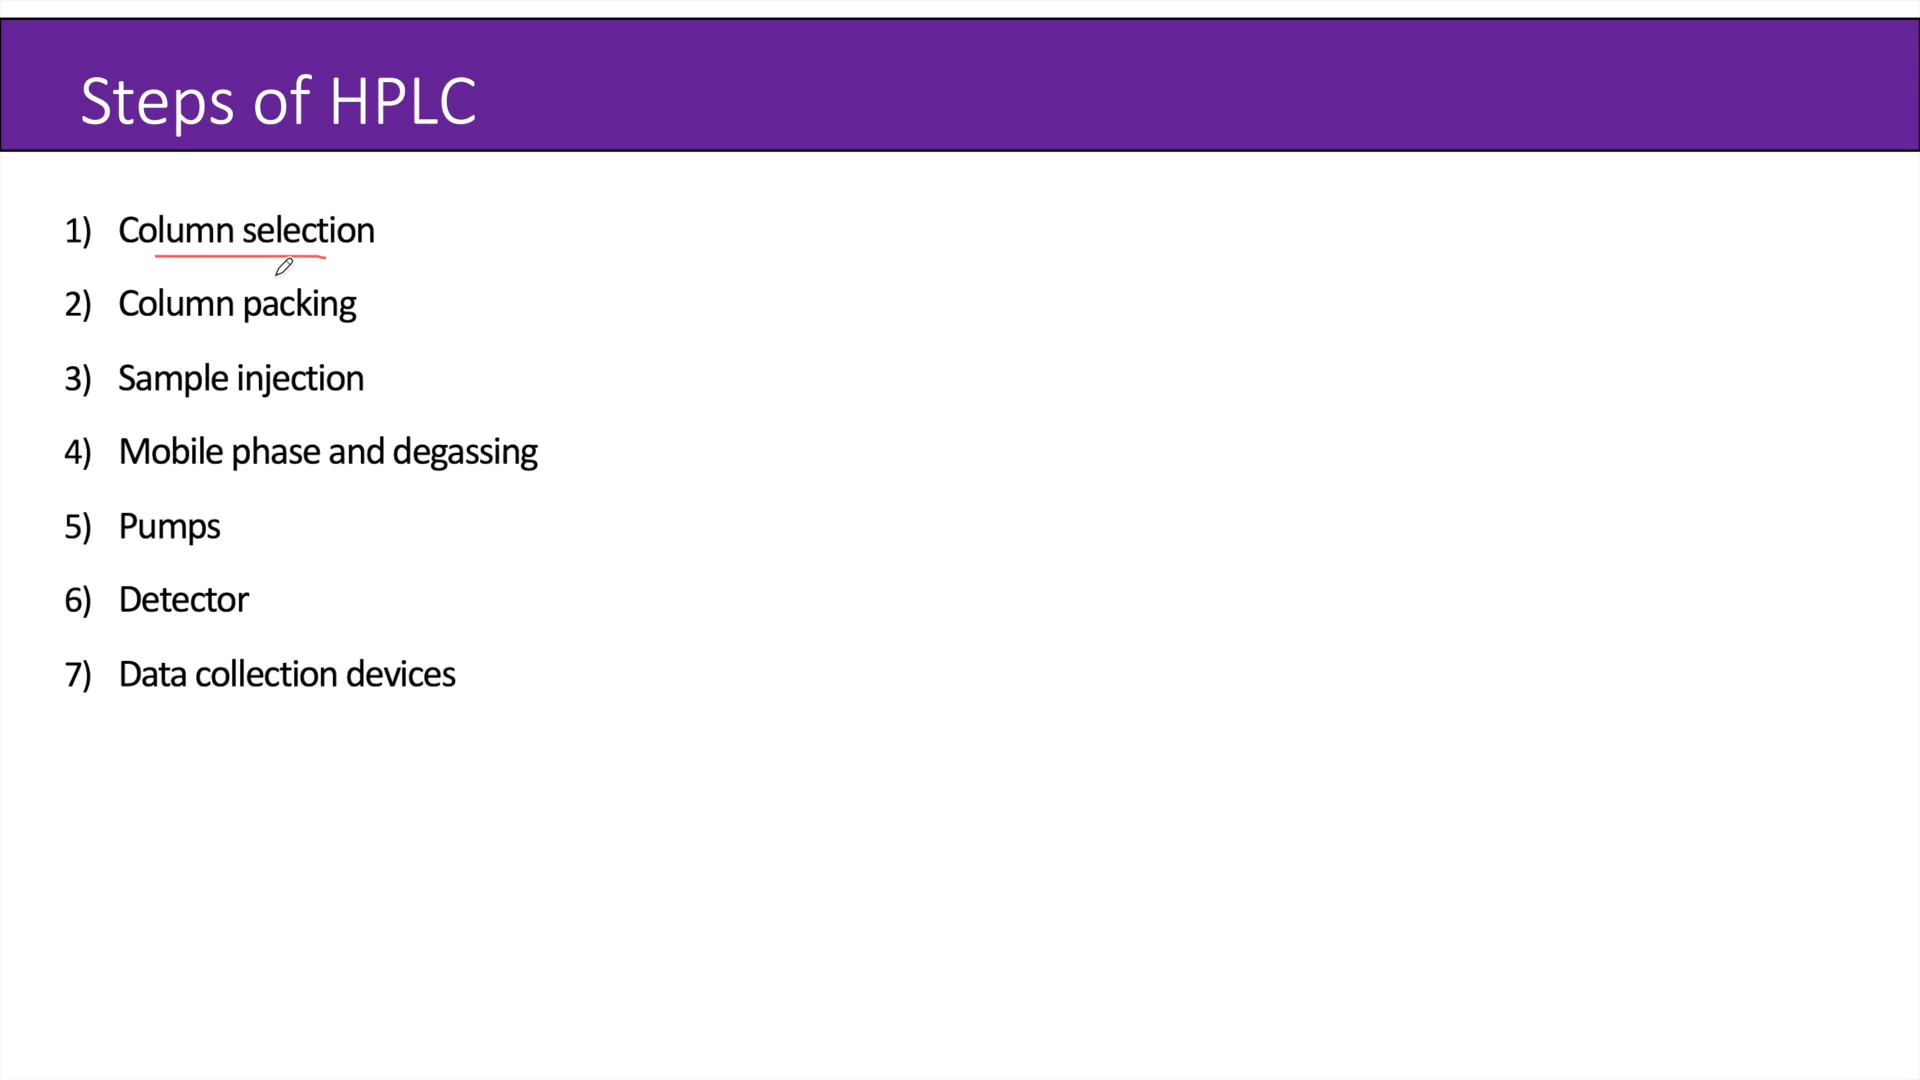 Steps of HPLC
1) Column selection
2) Column packing
3) Sample injection
4) Mobile phase and degassing
5) Pumps
6) Detector
7) Data collection devices